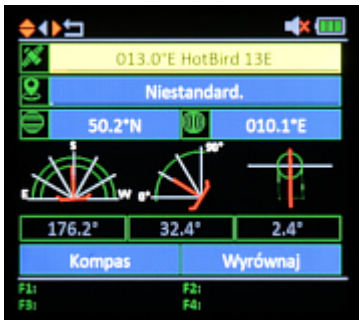 013.0°E HotBird 13E
Niestandard.
50.2°N 010.1°E
S 90°
E W 0°
176.2° 32.4° 2.4°
Kompas Wyrównaj
F1: F2:
F3: F4: